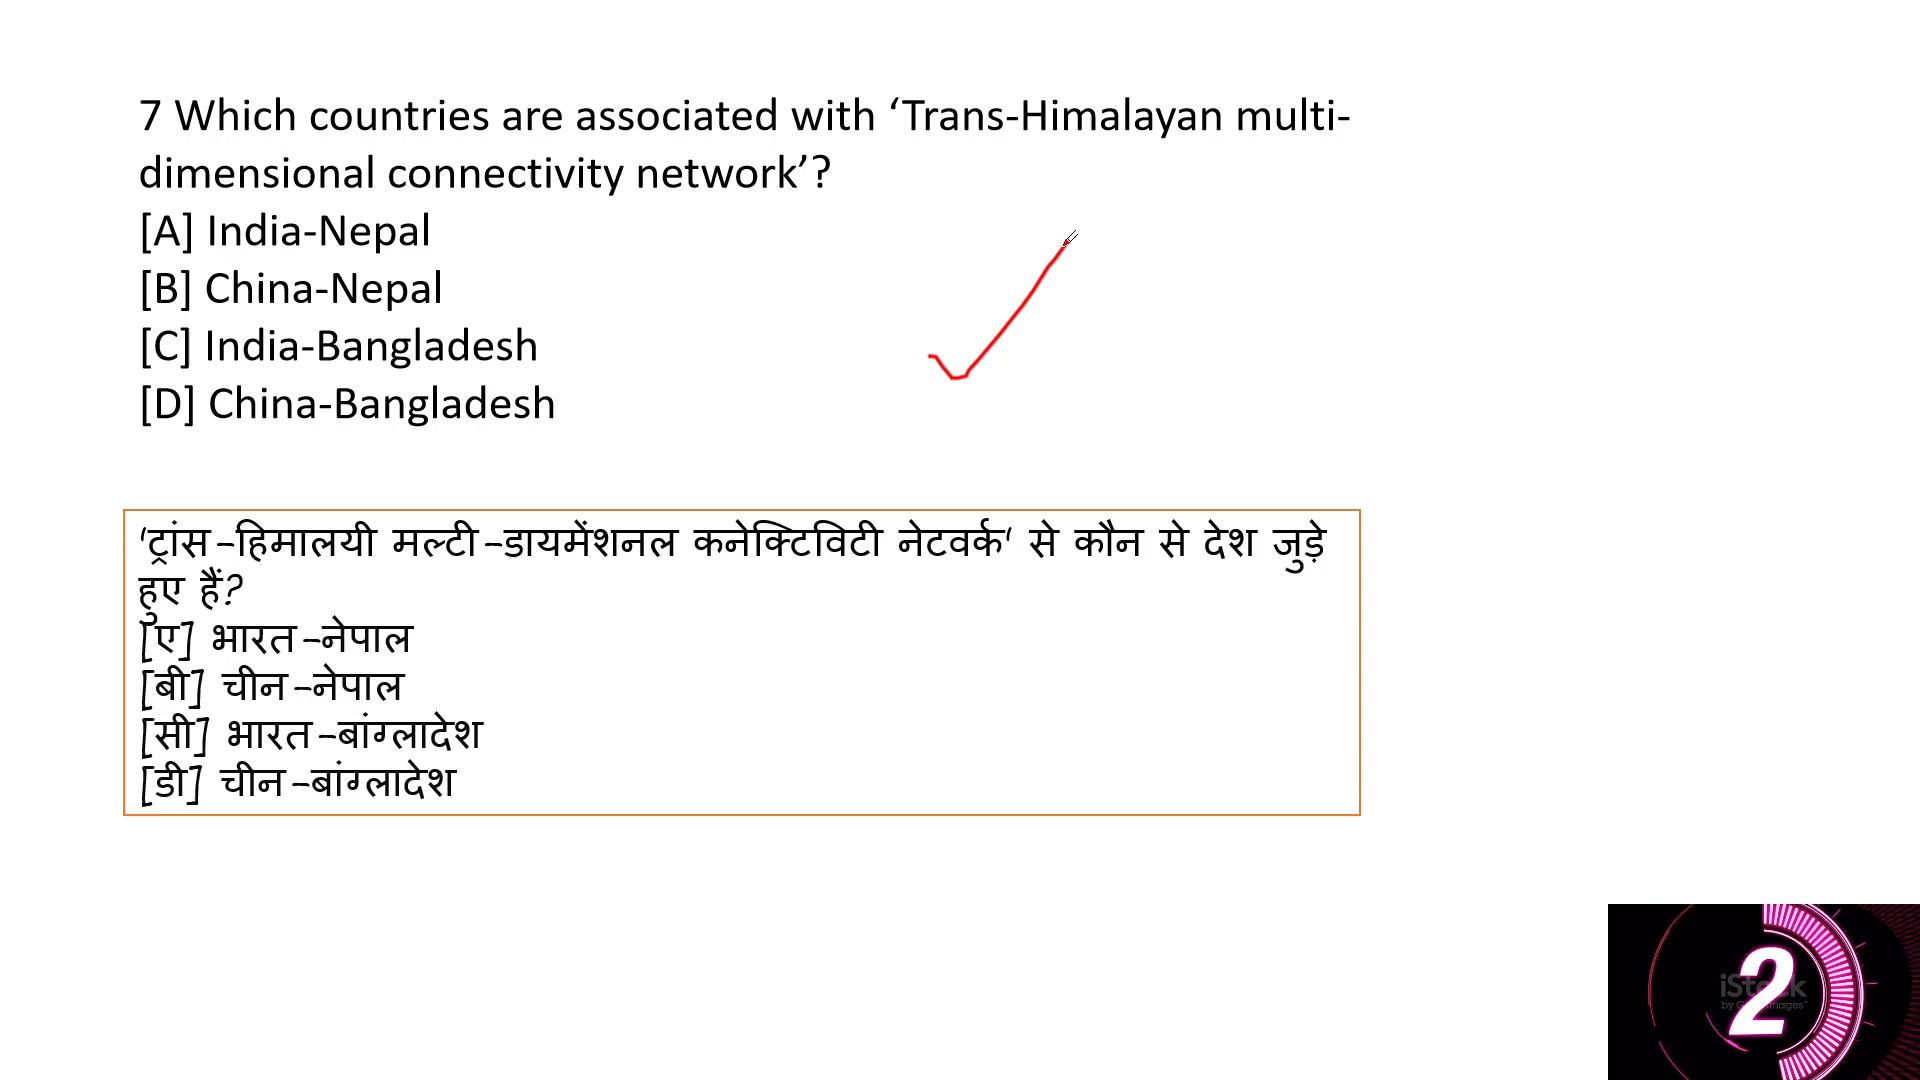 7 Which countries are associated with ‘Trans-Himalayan multi-
dimensional connectivity network’?
[A] India-Nepal
[B] China-Nepal
[C] India-Bangladesh
[D] China-Bangladesh
'ट्रांस-हिमालयी मल्टी-डायमेंशनल कनेक्टिविटी नेटवर्क' से कौन से देश जुड़े
हुए हैं?
[ए] भारत-नेपाल
[बी] चीन-नेपाल
[सी] भारत-बांग्लादेश
[डी] चीन-बांग्लादेश
2
iStock